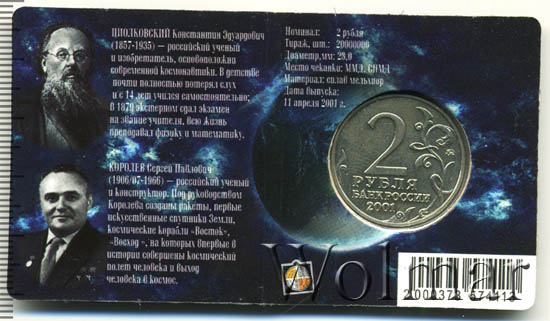 ЦИОЛКОВСКИЙ Константин Эдуардович
(1857-1935) — российский ученый
и изобретатель, основоположник
современной космонавтики. В детстве
почти полностью потерял слух
и с 14 лет учился самостоятельно;
В 1879 экстерном сдал экзамен
на звание учителя, всю жизнь
преподавал физику и математику.
КОРОЛЕВ Сергей Павлович
(1906/07-1966) — российский ученый
и конструктор. Под руководством
Королева созданы ракеты, первые
искусственные спутники Земли,
космические корабли "Восток",
"Восход", на которых впервые в
истории совершены космический
полет человека и выход
человека в космос.
Номинал: 2 рубля
Тираж, шт.: 20000000
Диаметр, мм: 23,0
Место чеканки: ММД, СПМД
Материал: сплав мельхиор
Дата выпуска:
11 апреля 2001 г.
2
РУБЛЯ
БАНК РОССИИ
2001
Wolmar